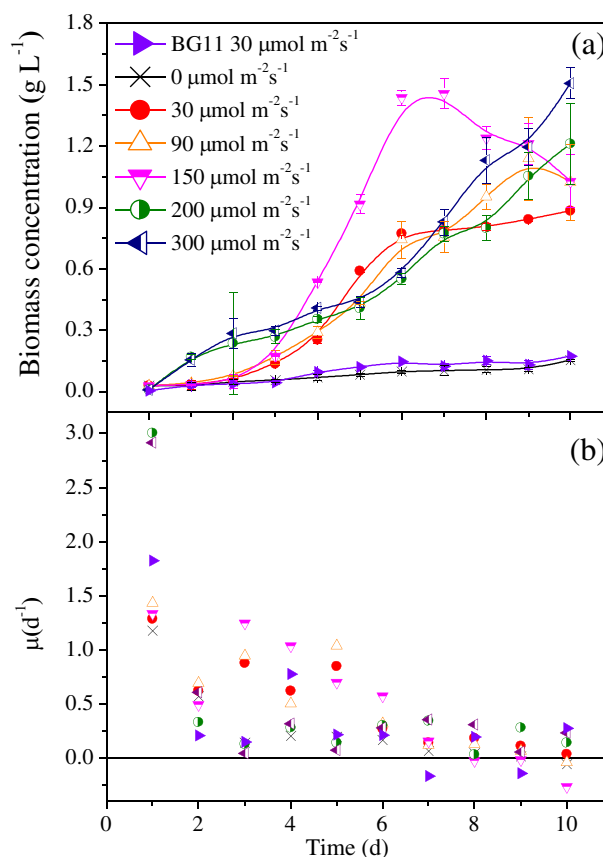 (a)
BG11 30 μmol m-2s-1
0 μmol m-2s-1
30 μmol m-2s-1
90 μmol m-2s-1
150 μmol m-2s-1
200 μmol m-2s-1
300 μmol m-2s-1
Biomass concentration (g L-1)
1.8
1.5
1.2
0.9
0.6
0.3
0.0
(b)
μ(d-1)
3.0
2.5
2.0
1.5
1.0
0.5
0.0
0 2 4 6 8 10
Time (d)